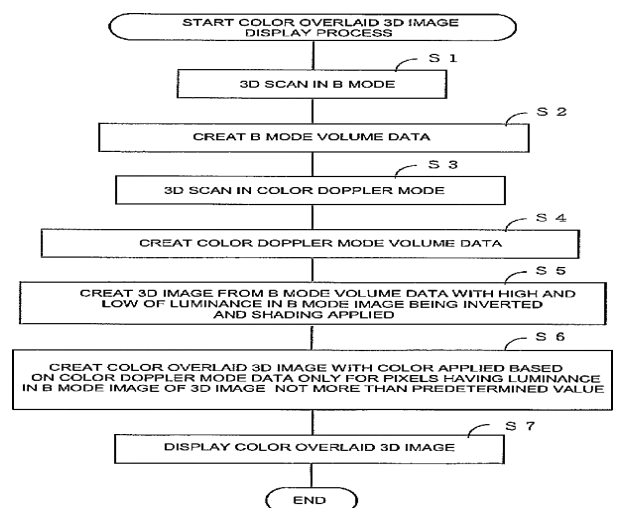 START COLOR OVERLAID 3D IMAGE
DISPLAY PROCESS
S 1
3D SCAN IN B MODE
S 2
CREAT B MODE VOLUME DATA
S 3
3D SCAN IN COLOR DOPPLER MODE
S 4
CREAT COLOR DOPPLER MODE VOLUME DATA
S 5
CREAT 3D IMAGE FROM B MODE VOLUME DATA WITH HIGH AND
LOW OF LUMINANCE IN B MODE IMAGE BEING INVERTED
AND SHADING APPLIED
S 6
CREAT COLOR OVERLAID 3D IMAGE WITH COLOR APPLIED BASED
ON COLOR DOPPLER MODE DATA ONLY FOR PIXELS HAVING LUMINANCE
IN B MODE IMAGE OF 3D IMAGE NOT MORE THAN PREDETERMINED VALUE
S 7
DISPLAY COLOR OVERLAID 3D IMAGE
END